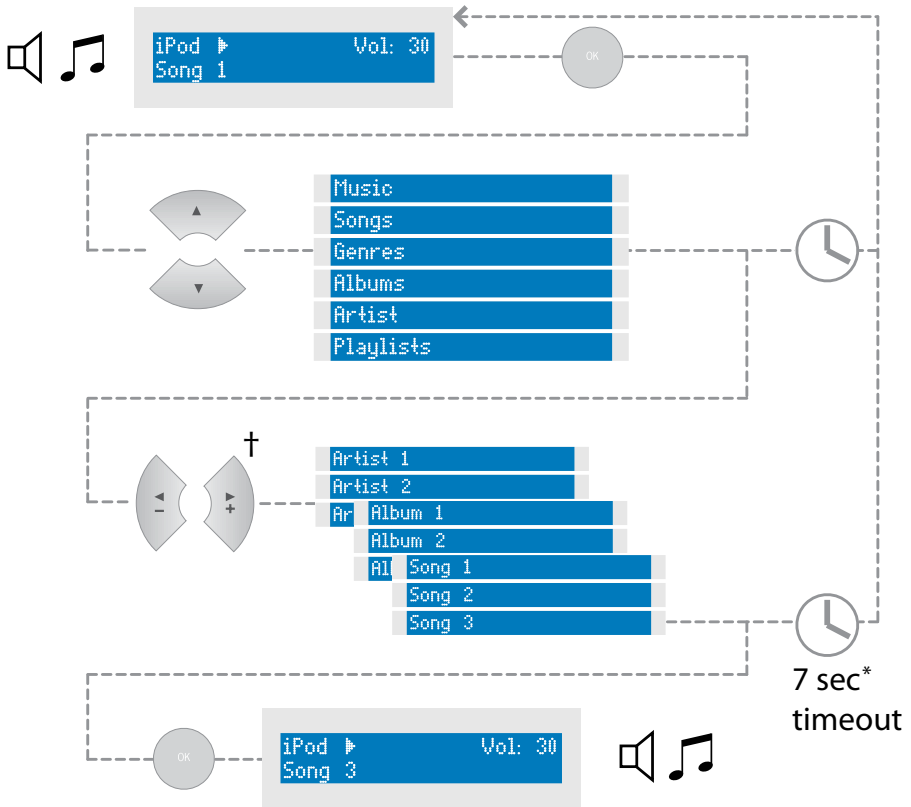 iPod Vol: 30
Song 1
OK
Music
Songs
Genres
Albums
Artist
Playlists
†
Artist 1
Artist 2
Ar
Album 1
Album 2
Al
Song 1
Song 2
Song 3
- +
7 sec*
timeout
OK
iPod Vol: 30
Song 3